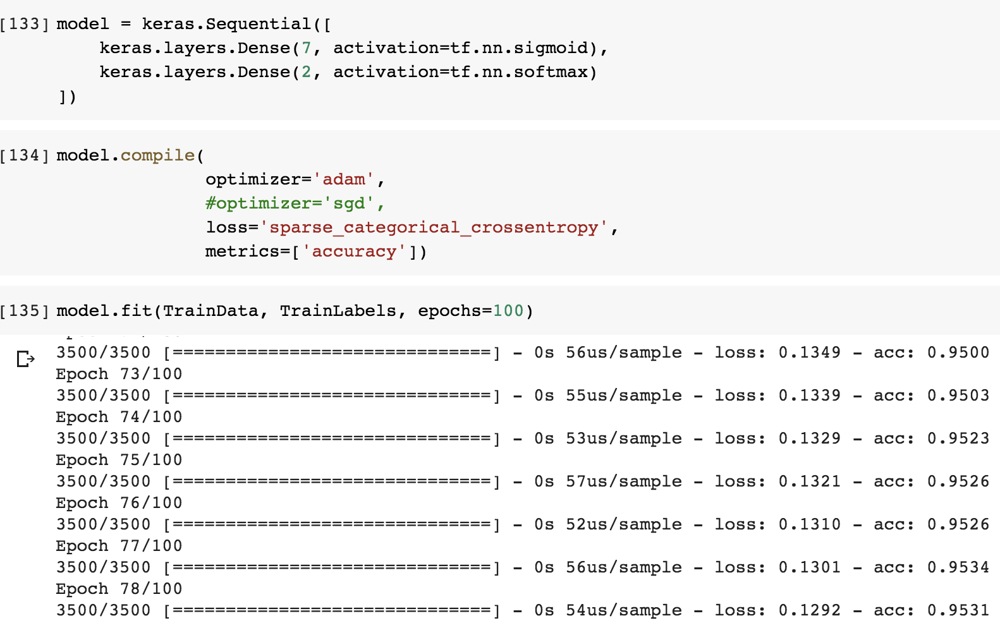 [133] model = keras.Sequential([
keras.layers.Dense(7, activation=tf.nn.sigmoid),
keras.layers.Dense(2, activation=tf.nn.softmax)
])
[134] model.compile(
optimizer='adam',
#optimizer='sgd',
loss='sparse_categorical_crossentropy',
metrics=['accuracy'])
[135] model.fit(TrainData, TrainLabels, epochs=100)
3500/3500 [==============================] - 0s 56us/sample - loss: 0.1349 - acc: 0.9500
Epoch 73/100
3500/3500 [==============================] - 0s 55us/sample - loss: 0.1339 - acc: 0.9503
Epoch 74/100
3500/3500 [==============================] - 0s 53us/sample - loss: 0.1329 - acc: 0.9523
Epoch 75/100
3500/3500 [==============================] - 0s 57us/sample - loss: 0.1321 - acc: 0.9526
Epoch 76/100
3500/3500 [==============================] - 0s 52us/sample - loss: 0.1310 - acc: 0.9526
Epoch 77/100
3500/3500 [==============================] - 0s 56us/sample - loss: 0.1301 - acc: 0.9534
Epoch 78/100
3500/3500 [==============================] - 0s 54us/sample - loss: 0.1292 - acc: 0.9531